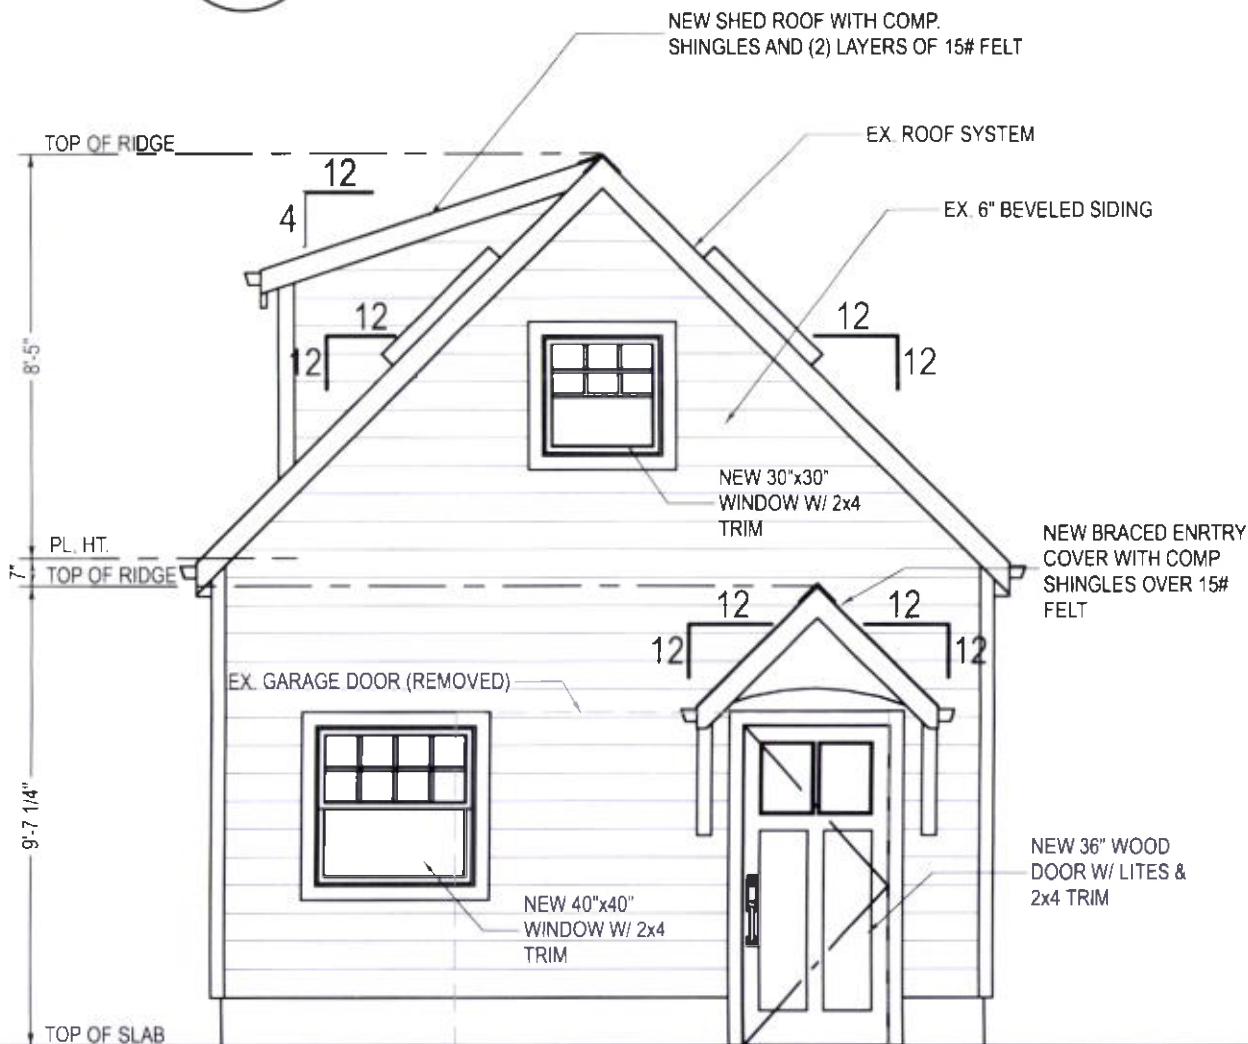 NEW SHED ROOF WITH COMP.
SHINGLES AND (2) LAYERS OF 15# FELT
TOP OF RIDGE
EX. ROOF SYSTEM
12
4
EX. 6" BEVELED SIDING
12
12
12
12
8'-5"
NEW 30"x30"
WINDOW W/ 2x4
TRIM
PL. HT.
7"
TOP OF RIDGE
NEW BRACED ENRTRY
COVER WITH COMP
SHINGLES OVER 15#
FELT
12
12
12
12
EX. GARAGE DOOR (REMOVED)
9'-7 1/4"
NEW 36" WOOD
DOOR W/ LITES &
2x4 TRIM
NEW 40"x40"
WINDOW W/ 2x4
TRIM
TOP OF SLAB